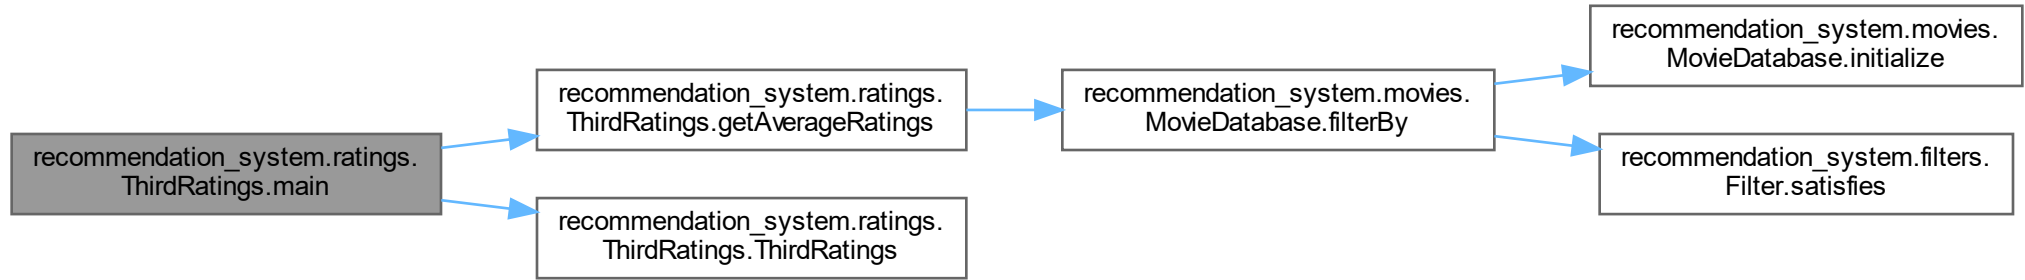 recommendation_system.ratings.
ThirdRatings.main
recommendation_system.ratings.
ThirdRatings.getAverageRatings
recommendation_system.ratings.
ThirdRatings.ThirdRatings
recommendation_system.movies.
MovieDatabase.filterBy
recommendation_system.movies.
MovieDatabase.initialize
recommendation_system.filters.
Filter.satisfies